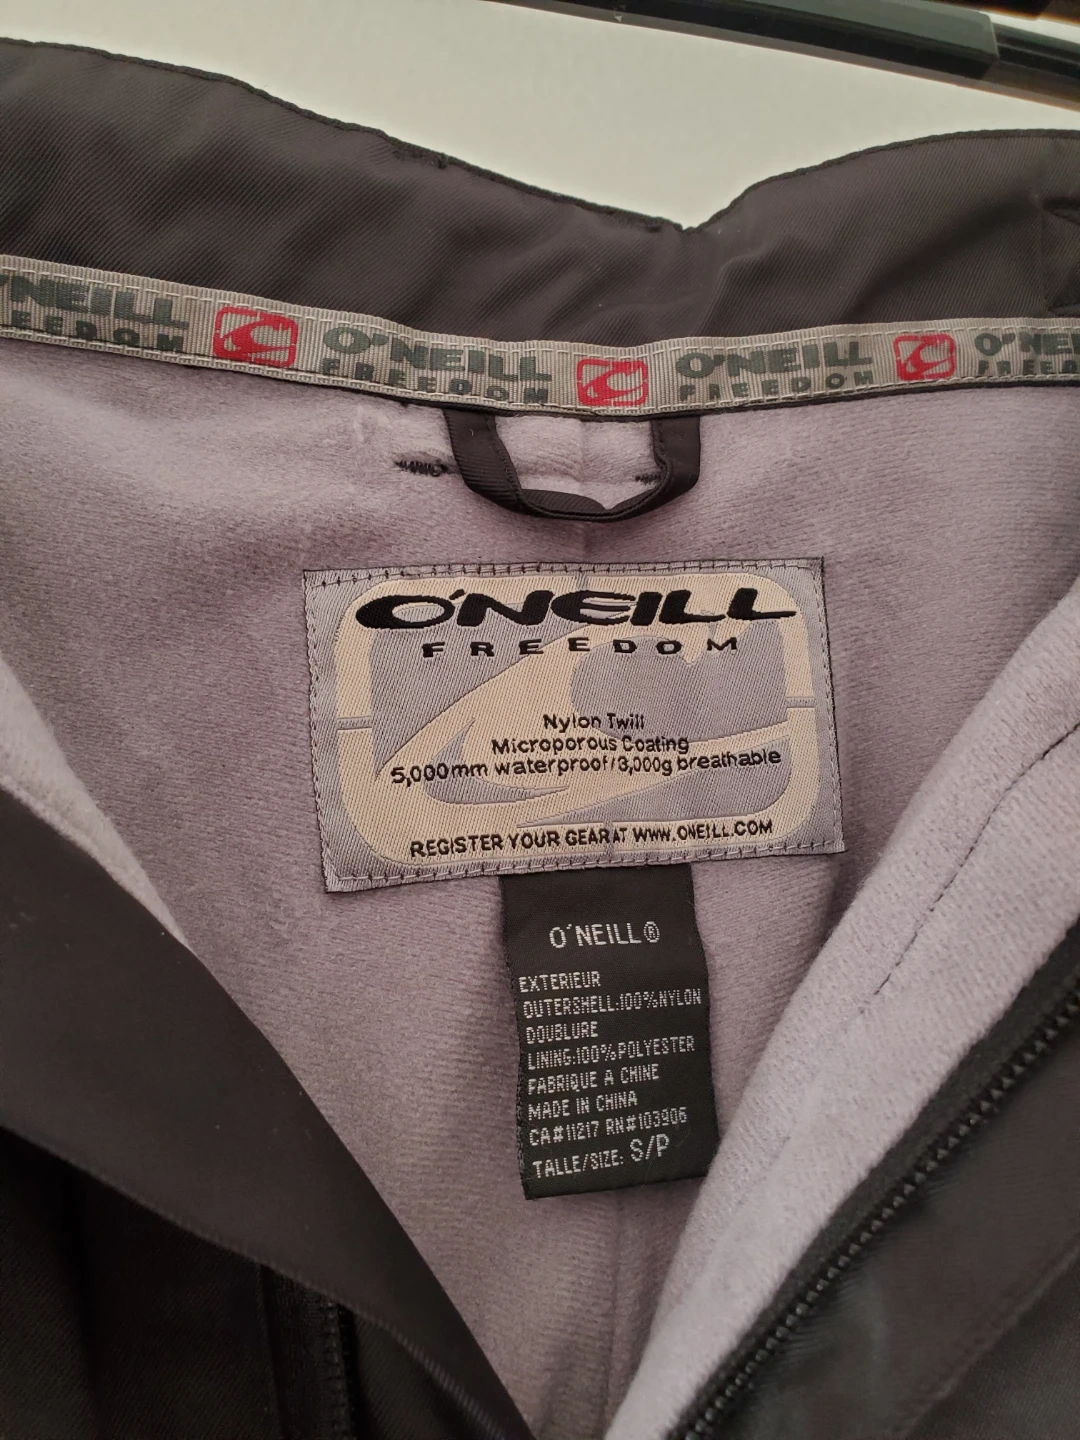 O'NEILL O'NEILL O'NEILL
FREEDOM FREEDOM
O'NEILL
FREEDOM
Nylon Twill
Microporous Coating
5,000mm waterproof/3,000g breathable
REGISTER YOUR GEAR AT WWW.ONEILL.COM
O'NEILL®
EXTERIEUR
OUTERSHELL:100%NYLON
DOUBLURE
LINING:100%POLYESTER
FABRIQUE A CHINE
MADE IN CHINA
CA#11217 RN#103906
TALLE/SIZE: S/P